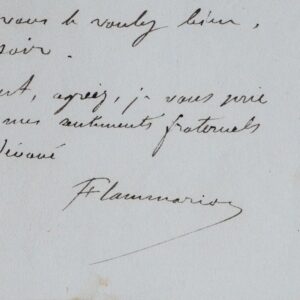 vous le voulez bien,
soir.
agréez, je vous prie
mes sentiments fraternels
dévoué
Flammarion